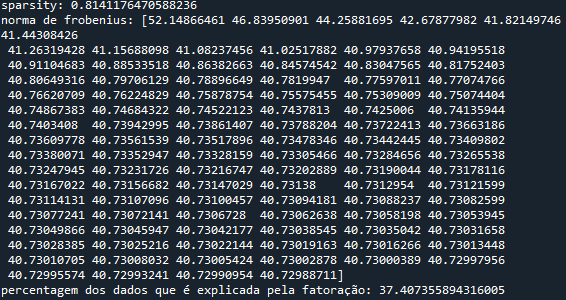 sparsity: 0.8141176470588236
norma de frobenius: [52.14866461 46.83950901 44.25881695 42.67877982 41.82149746
41.44308426
 41.26319428 41.15688098 41.08237456 41.02517882 40.97937658 40.94195518
 40.91104683 40.88533518 40.86382663 40.84574542 40.83047565 40.81752403
 40.80649316 40.79706129 40.78896649 40.7819947  40.77597011 40.77074766
 40.76620709 40.76224829 40.75878754 40.75575455 40.75309009 40.75074404
 40.74867383 40.74684322 40.74522123 40.7437813  40.7425006  40.74135944
 40.7403408  40.73942995 40.73861407 40.73788204 40.73722413 40.73663186
 40.73609778 40.73561539 40.73517896 40.73478346 40.73442445 40.73409802
 40.73380071 40.73352947 40.73328159 40.73305466 40.73284656 40.73265538
 40.73247945 40.73231726 40.73216747 40.73202889 40.73190044 40.73178116
 40.73167022 40.73156682 40.73147029 40.73138    40.7312954  40.73121599
 40.73114131 40.73107096 40.73100457 40.73094181 40.73088237 40.73082599
 40.73077241 40.73072141 40.7306728  40.73062638 40.73058198 40.73053945
 40.73049866 40.73045947 40.73042177 40.73038545 40.73035042 40.73031658
 40.73028385 40.73025216 40.73022144 40.73019163 40.73016266 40.73013448
 40.73010705 40.73008032 40.73005424 40.73002878 40.73000389 40.72997956
 40.72995574 40.72993241 40.72990954 40.72988711]
percentagem dos dados que é explicada pela fatoração: 37.407355894316005